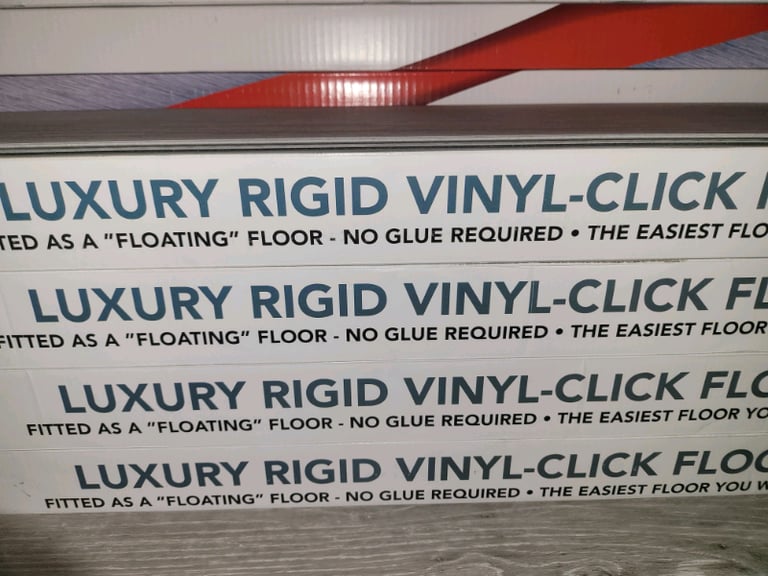 LUXURY RIGID VINYL-CLICK
AS A "FLOATING" FLOOR - NO GLUE REQUIRED • THE EASIEST
LUXURY RIGID VINYL-CLICK
FITTED AS A "FLOATING" FLOOR - NO GLUE REQUIRED • THE EASIEST FLOOR
LUXURY RIGID VINYL-CLICK
FITTED AS A "FLOATING" FLOOR - NO GLUE REQUIRED • THE EASIEST FLOOR
LUXURY RIGID VINYL-CLICK
FITTED AS A "FLOATING" FLOOR - NO GLUE REQUIRED • THE EASIEST FLOOR YOU